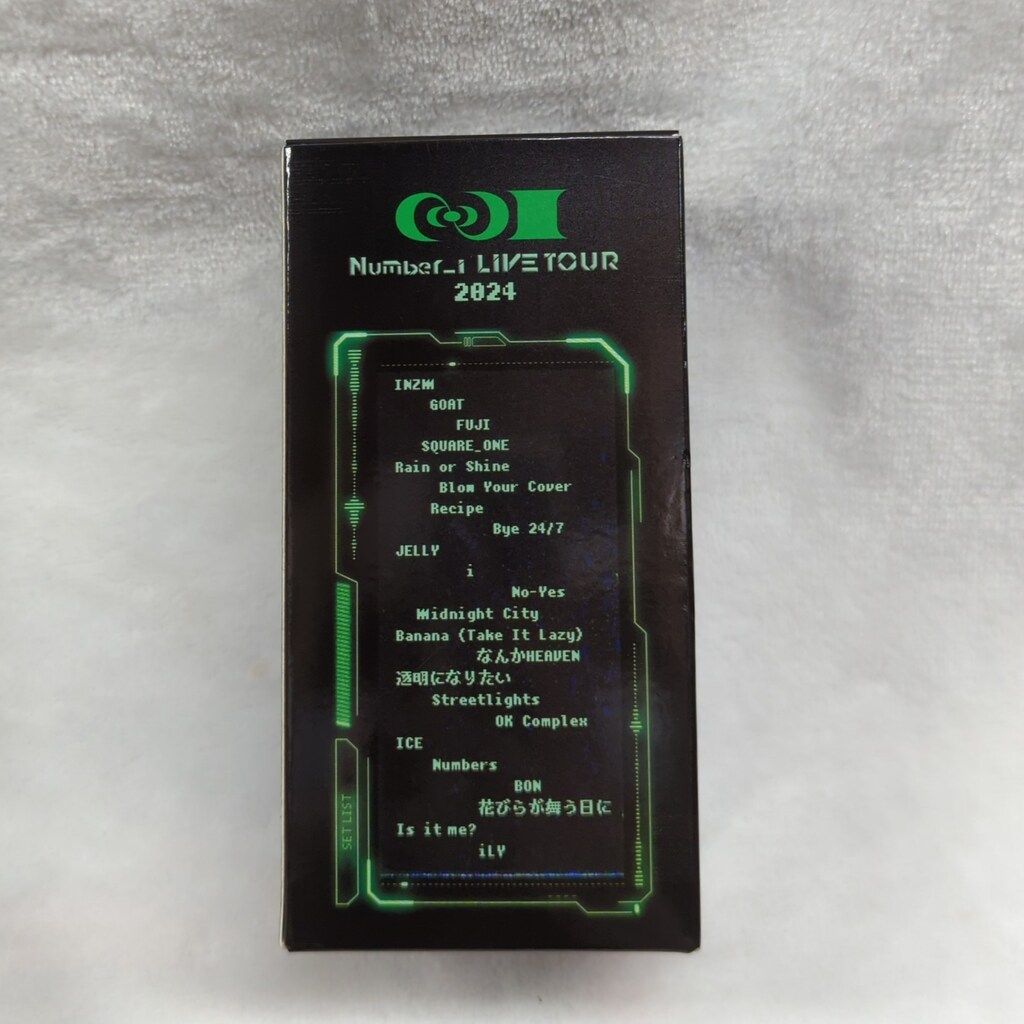 Number_i LIVE TOUR
2024
INZM
GOAT
FUJI
SQUARE_ONE
Rain or Shine
Blow Your Cover
Recipe
Bye 24/7
JELLY
i
No-Yes
Midnight City
Banana (Take It Lazy)
なんかHEAVEN
透明になりたい
Streetlights
OK Complex
ICE
Numbers
BON
花びらが舞う日に
Is it me?
iLY
SET LIST